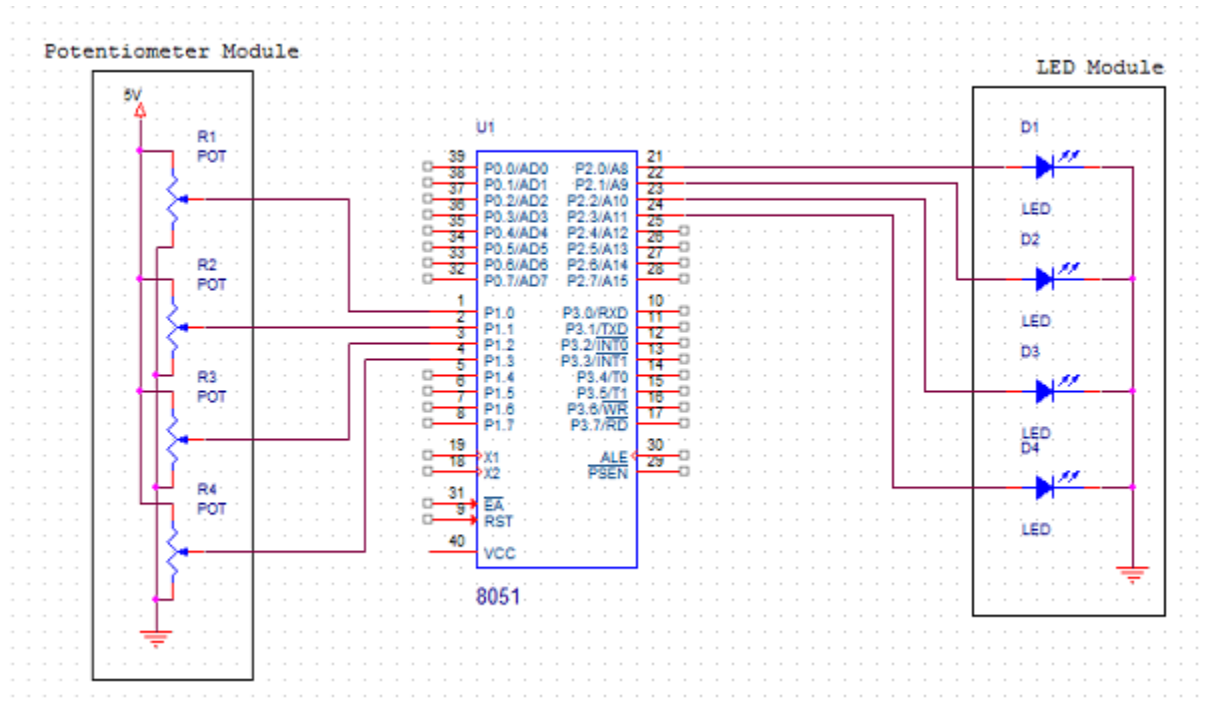 Potentiometer Module
5V
R1
POT
R2
POT
R3
POT
R4
POT
U1
39 P0.0/AD0 P2.0/A8 21
38 P0.1/AD1 P2.1/A9 22
37 P0.2/AD2 P2.2/A10 23
36 P0.3/AD3 P2.3/A11 24
35 P0.4/AD4 P2.4/A12 25
34 P0.5/AD5 P2.5/A13 26
33 P0.6/AD6 P2.6/A14 27
32 P0.7/AD7 P2.7/A15 28
1 P1.0 P3.0/RXD 10
2 P1.1 P3.1/TXD 11
3 P1.2 P3.2/INT0 12
4 P1.3 P3.3/INT1 13
5 P1.4 P3.4/T0 14
6 P1.5 P3.5/T1 15
7 P1.6 P3.6/WR 16
8 P1.7 P3.7/RD 17
19 X1 ALE 30
18 X2 PSEN 29
31 EA
9 RST
40 VCC
8051
LED Module
D1
LED
D2
LED
D3
LED
D4
LED